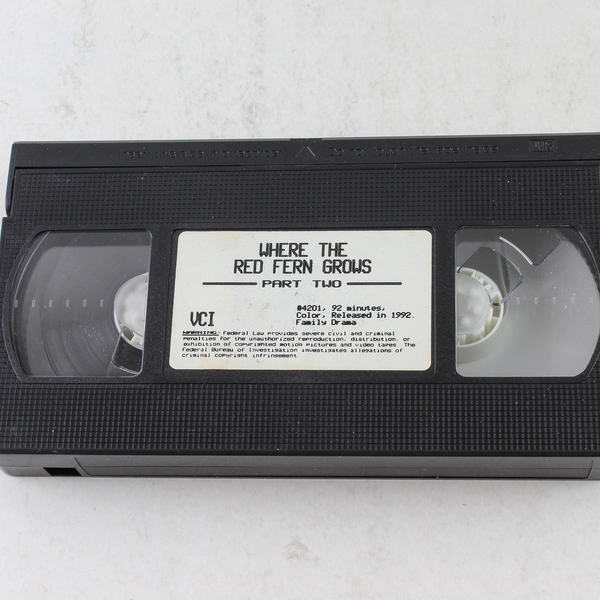 VHS
WHERE THE
RED FERN GROWS
PART TWO
VCI
#4201, 92 minutes,
Color, Released in 1992.
Family Drama
WARNING: Federal Law provides severe civil and criminal
penalties for the unauthorized reproduction, distribution, or
exhibition of copyrighted motion pictures and video tapes. The
Federal Bureau of Investigation investigates allegations of
criminal copyright infringement.